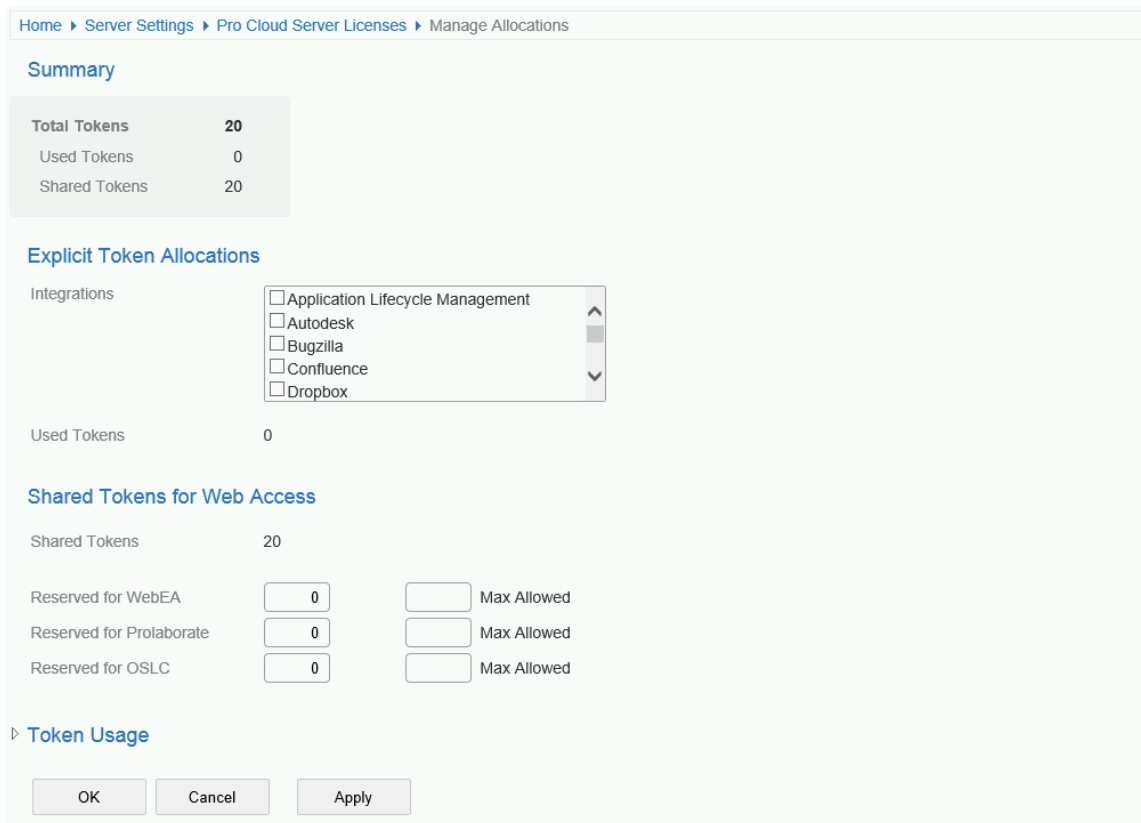 Home Server Settings Pro Cloud Server Licenses Manage Allocations
Summary
Total Tokens 20
Used Tokens 0
Shared Tokens 20
Explicit Token Allocations
Integrations
Application Lifecycle Management
Autodesk
Bugzilla
Confluence
Dropbox
Used Tokens 0
Shared Tokens for Web Access
Shared Tokens 20
Reserved for WebEA 0 Max Allowed
Reserved for Prolaborate 0 Max Allowed
Reserved for OSLC 0 Max Allowed
Token Usage
OK Cancel Apply